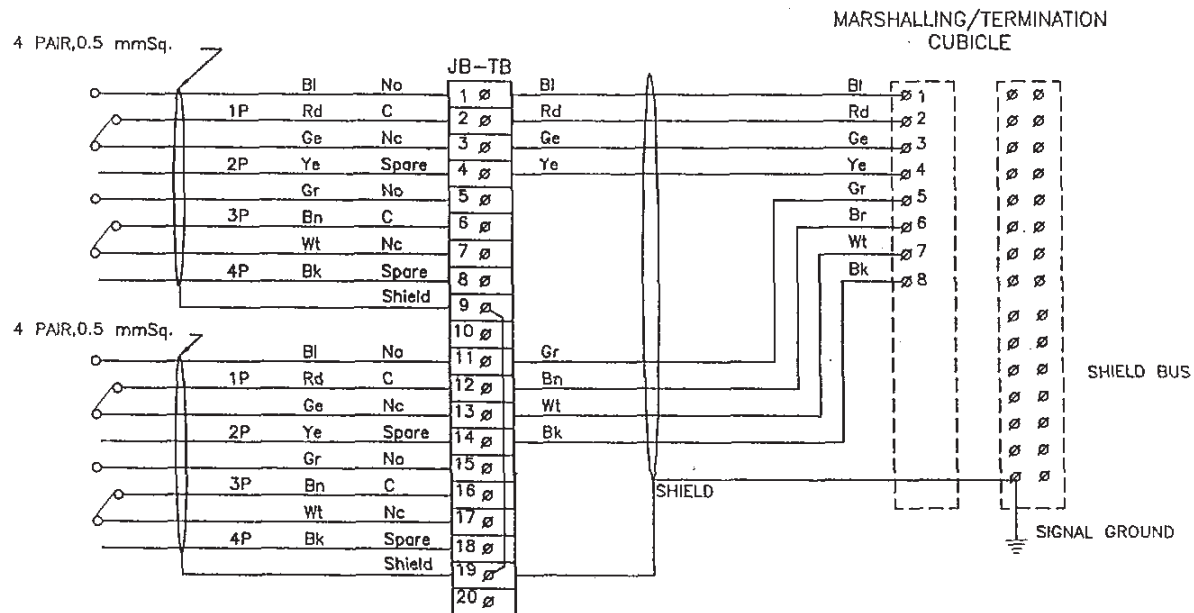 MARSHALLING/TERMINATION
CUBICLE
4 PAIR,0.5 mmSq.
JB-TB
Bl No 1 Bl Bl 1
1P Rd C 2 Rd Rd 2
Ge Nc 3 Ge Ge 3
2P Ye Spare 4 Ye Ye 4
Gr No 5 Gr 5
3P Bn C 6 Br 6
Wt Nc 7 Wt 7
4P Bk Spare 8 Bk 8
Shield 9
4 PAIR,0.5 mmSq.
10
Bl No 11 Gr
1P Rd C 12 Bn
SHIELD BUS
Ge Nc 13 Wt
2P Ye Spare 14 Bk
Gr No 15
3P Bn C 16
SHIELD
Wt Nc 17
4P Bk Spare 18
SIGNAL GROUND
Shield 19
20